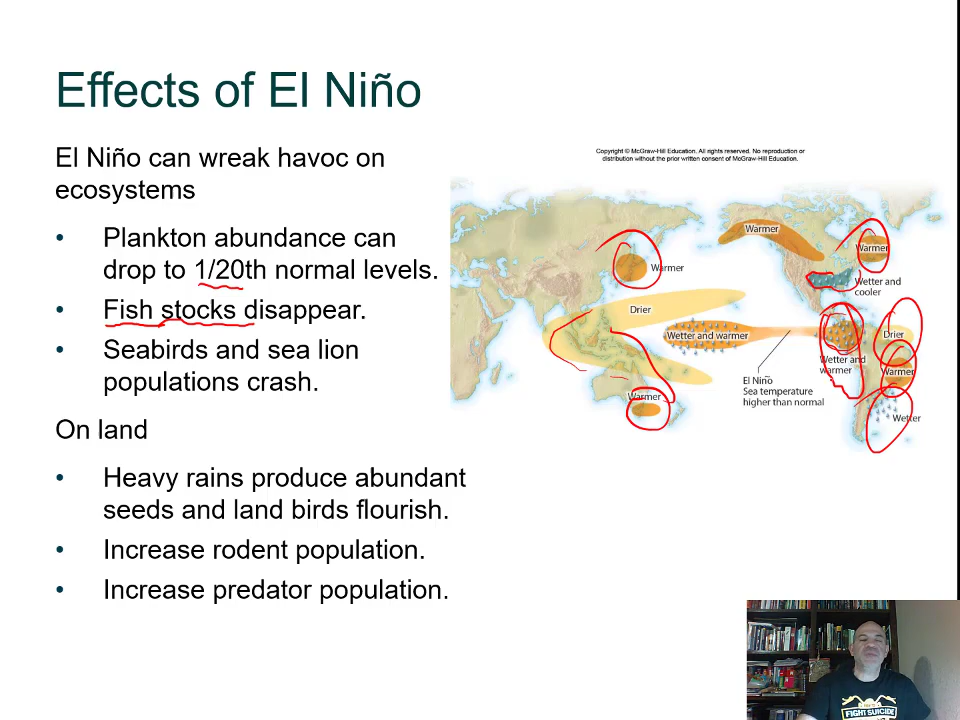 Effects of El Niño
El Niño can wreak havoc on
ecosystems
• Plankton abundance can
drop to 1/20th normal levels.
• Fish stocks disappear.
• Seabirds and sea lion
populations crash.
On land
• Heavy rains produce abundant
seeds and land birds flourish.
• Increase rodent population.
• Increase predator population.
Copyright © McGraw-Hill Education. All rights reserved. No reproduction or
distribution without the prior written consent of McGraw-Hill Education.
Warmer
Warmer
Warmer
Wetter and
cooler
Drier
Wetter and warmer
Drier
Wetter and
warmer
Warmer
El Niño
Sea temperature
higher than normal
Warmer
Wetter
FIGHT SUICIDE